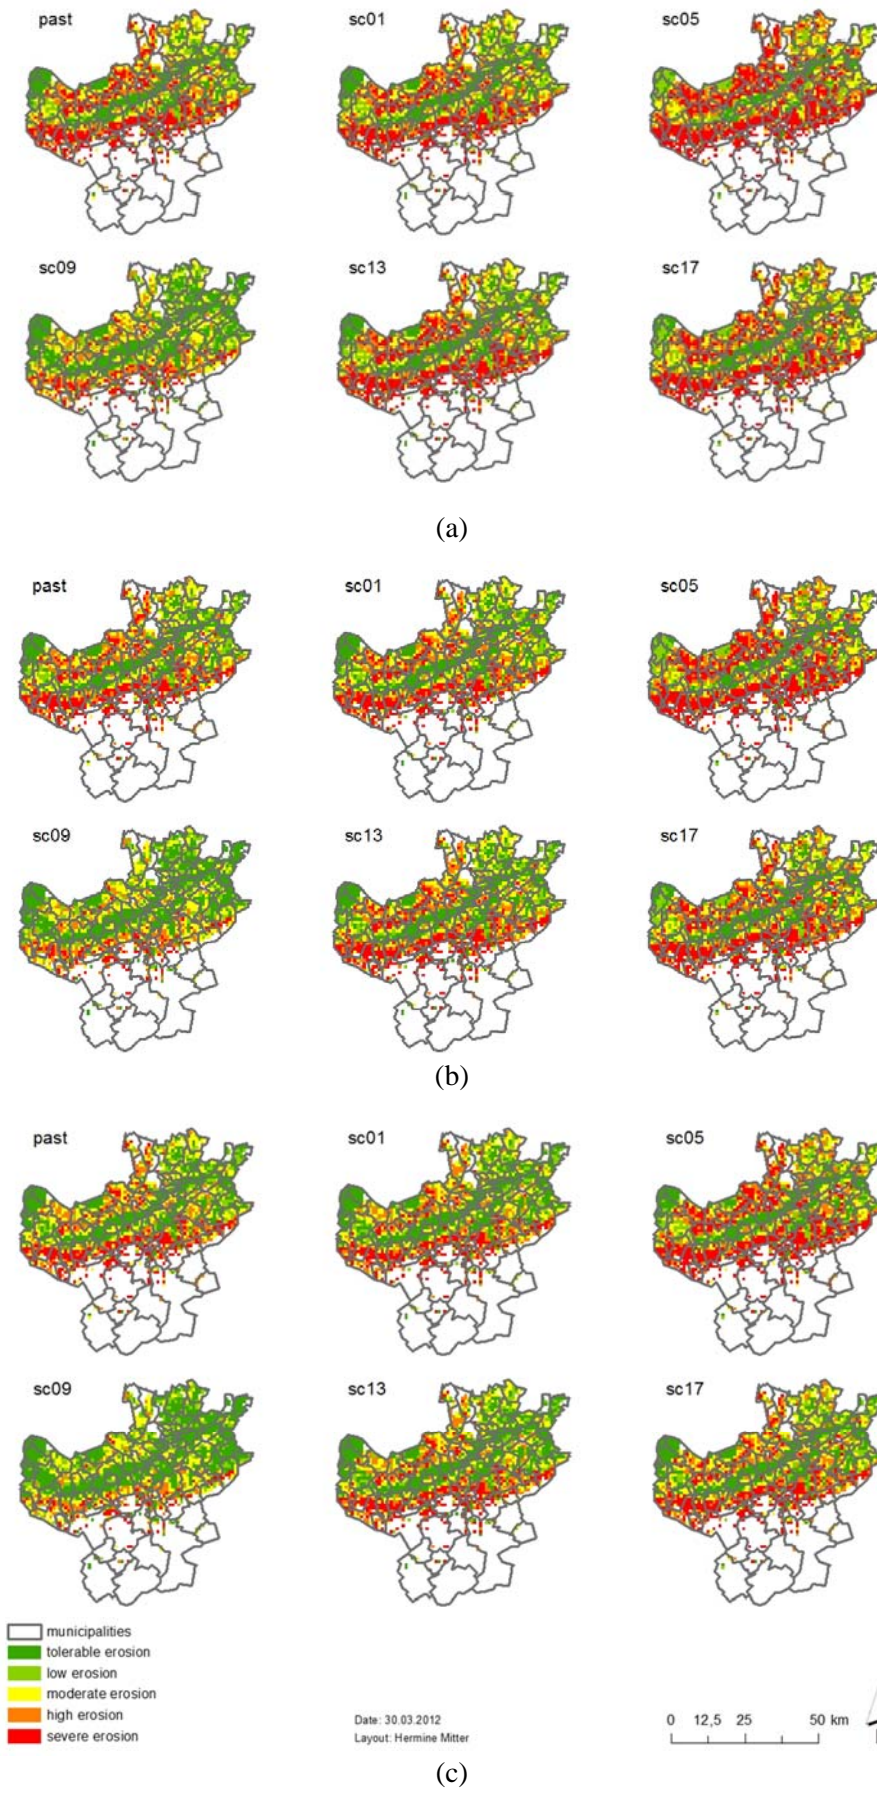 past sc01 sc05
sc09 sc13 sc17
(a)
past sc01 sc05
sc09 sc13 sc17
(b)
past sc01 sc05
sc09 sc13 sc17
municipalities
tolerable erosion
low erosion
moderate erosion
high erosion
severe erosion
Date: 30.03.2012
Layout: Hermine Mitter
0 12,5 25 50 km
(c)